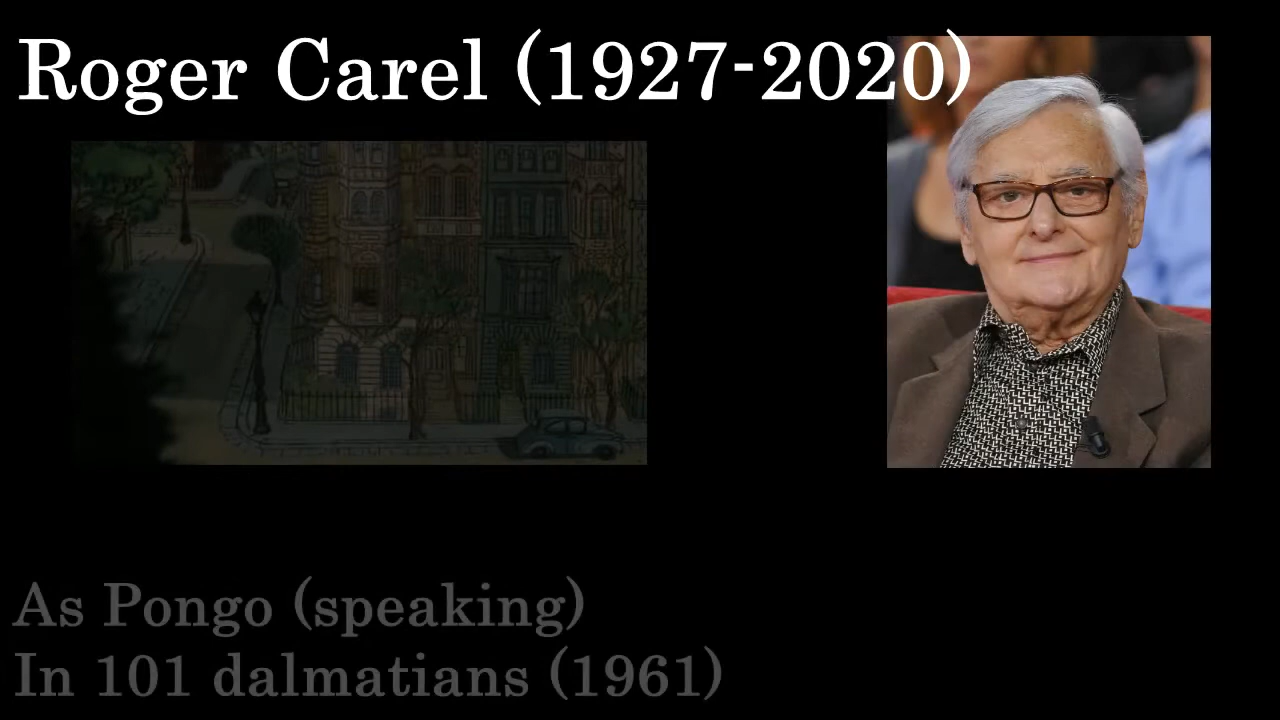 Roger Carel (1927-2020)
As Pongo (speaking)
In 101 dalmatians (1961)